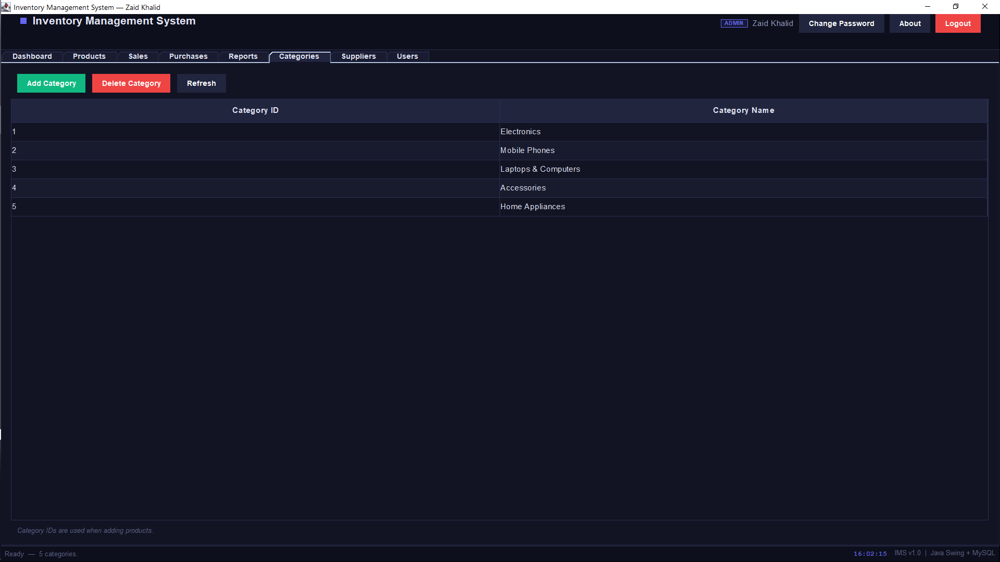 Inventory Management System — Zaid Khalid
Inventory Management System
ADMIN Zaid Khalid Change Password About Logout
Dashboard Products Sales Purchases Reports Categories Suppliers Users
Add Category Delete Category Refresh
Category ID Category Name
1 Electronics
2 Mobile Phones
3 Laptops & Computers
4 Accessories
5 Home Appliances
Category IDs are used when adding products.
Ready — 5 categories. 16:02:15 IMS v1.0 | Java Swing + MySQL